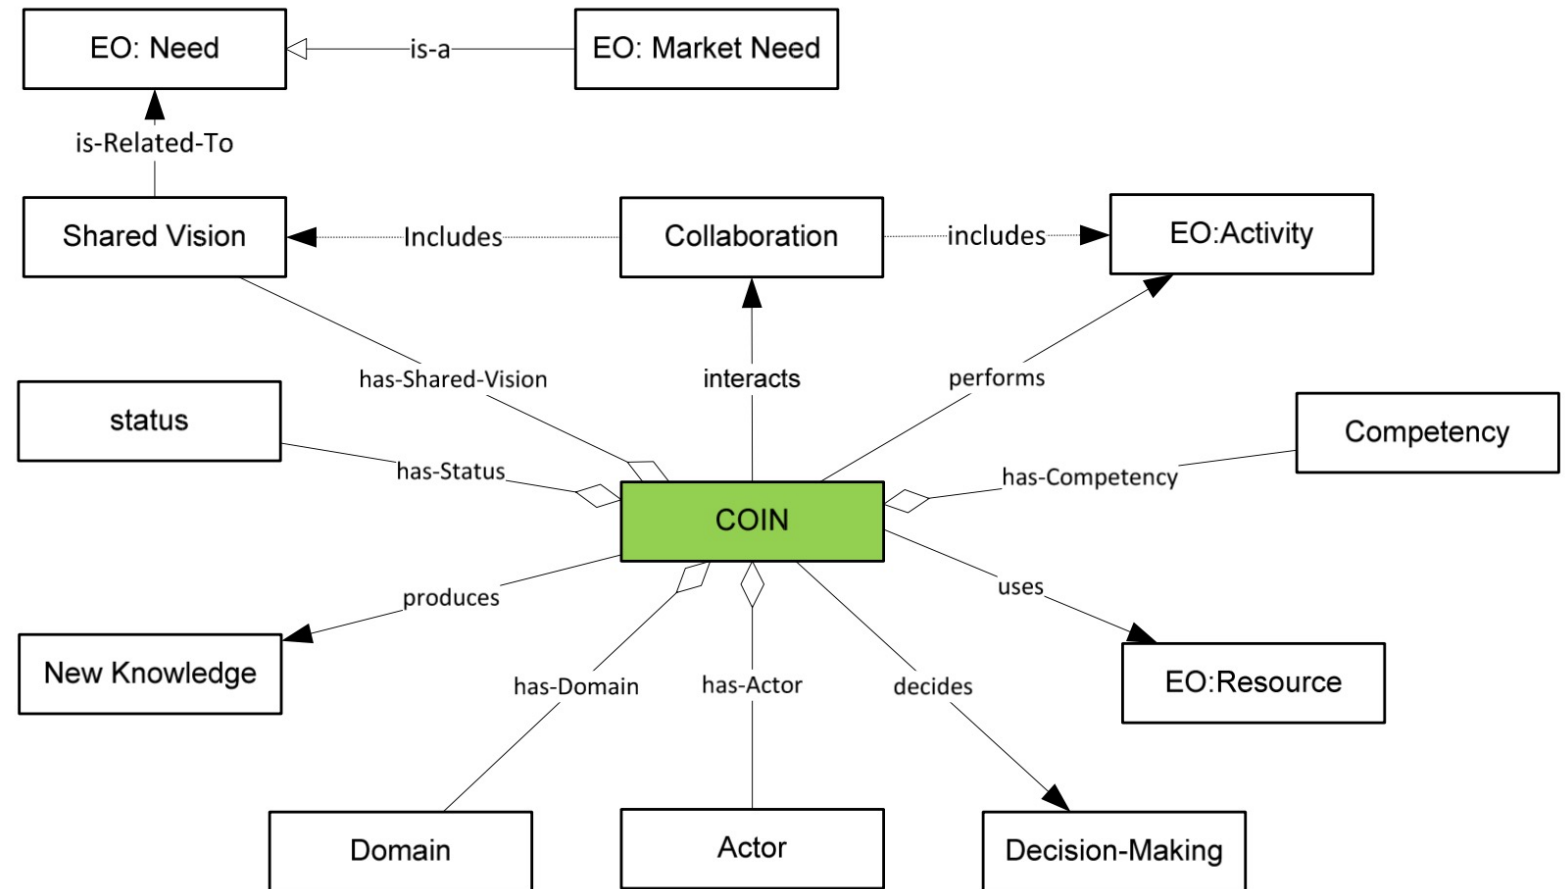 EO: Need
is-a
EO: Market Need
is-Related-To
Shared Vision
Includes
Collaboration
includes
EO:Activity
has-Shared-Vision
interacts
performs
status
Competency
has-Status
has-Competency
COIN
produces
uses
New Knowledge
has-Domain
has-Actor
decides
EO:Resource
Domain
Actor
Decision-Making